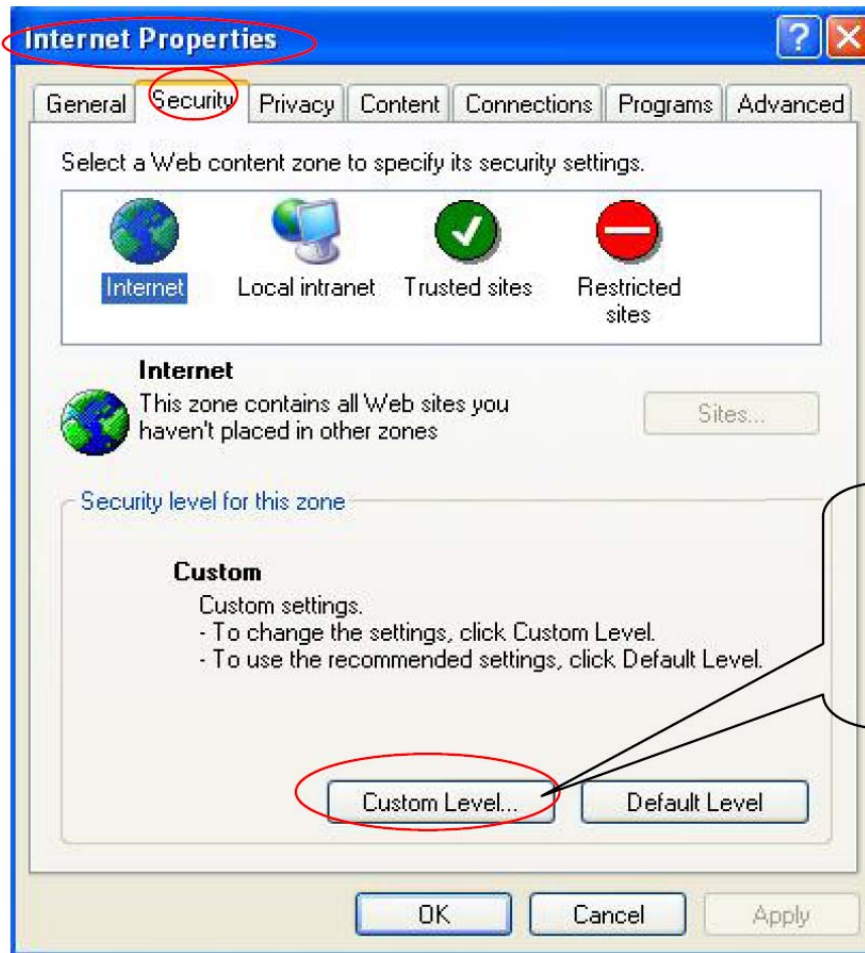 Internet Properties
General Security Privacy Content Connections Programs Advanced
Select a Web content zone to specify its security settings.
Internet Local intranet Trusted sites Restricted
sites
Internet
This zone contains all Web sites you
haven't placed in other zones
Sites...
Security level for this zone
Custom
Custom settings.
- To change the settings, click Custom Level.
- To use the recommended settings, click Default Level.
Custom Level... Default Level
OK Cancel Apply